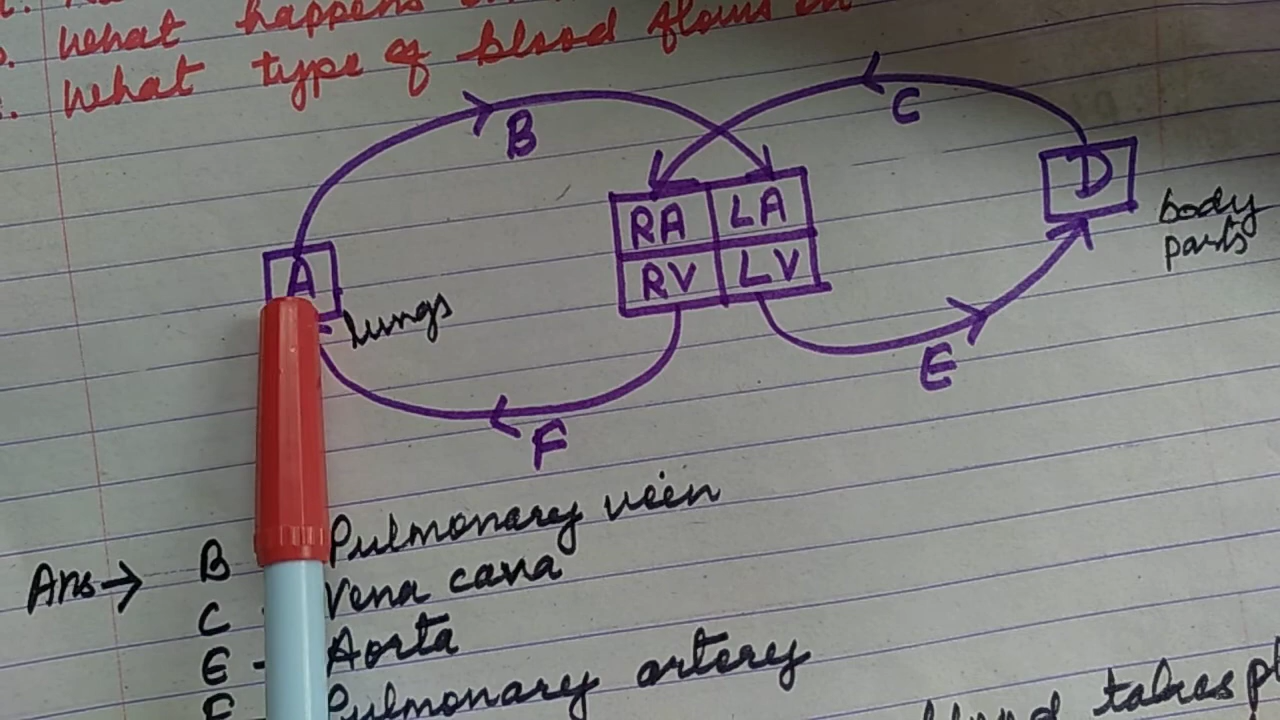 What happens
What type of blood flows in
B C
D
RA LA
body
parts
A
RV LV
Lungs
E
F
Ans → B Pulmonary vein
C Vena cava
E - Aorta
F Pulmonary artery
blood takes pl